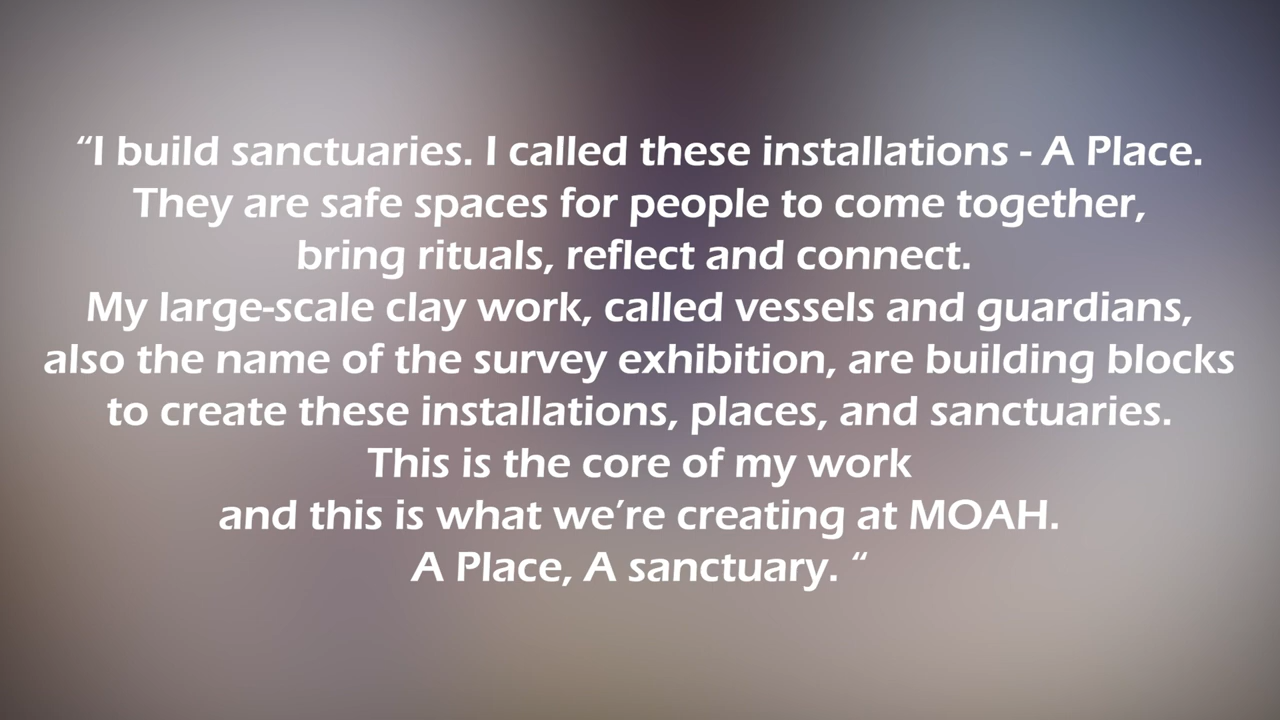 “I build sanctuaries. I called these installations - A Place.
They are safe spaces for people to come together,
bring rituals, reflect and connect.
My large-scale clay work, called vessels and guardians,
also the name of the survey exhibition, are building blocks
to create these installations, places, and sanctuaries.
This is the core of my work
and this is what we’re creating at MOAH.
A Place, A sanctuary. “